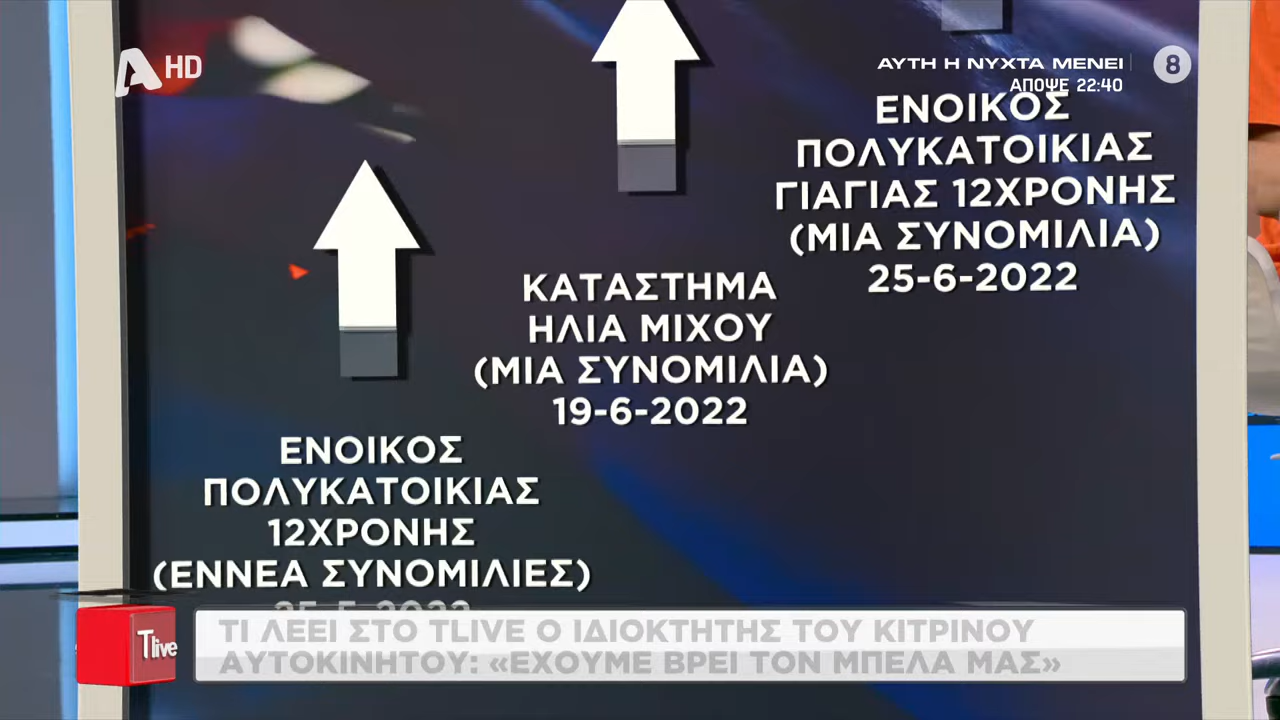 HD
ΑΥΤΗ Η ΝΥΧΤΑ ΜΕΝΕΙ
ΑΠΟΨΕ 22:40
8
ΕΝΟΙΚΟΣ
ΠΟΛΥΚΑΤΟΙΚΙΑΣ
ΓΙΑΓΙΑΣ 12ΧΡΟΝΗΣ
(ΜΙΑ ΣΥΝΟΜΙΛΙΑ)
25-6-2022
ΚΑΤΑΣΤΗΜΑ
ΗΛΙΑ ΜΙΧΟΥ
(ΜΙΑ ΣΥΝΟΜΙΛΙΑ)
19-6-2022
ΕΝΟΙΚΟΣ
ΠΟΛΥΚΑΤΟΙΚΙΑΣ
12ΧΡΟΝΗΣ
(ΕΝΝΕΑ ΣΥΝΟΜΙΛΙΕΣ)
Tlive
ΤΙ ΛΕΕΙ ΣΤΟ TLIVE Ο ΙΔΙΟΚΤΗΤΗΣ ΤΟΥ ΚΙΤΡΙΝΟΥ
ΑΥΤΟΚΙΝΗΤΟΥ: «ΕΧΟΥΜΕ ΒΡΕΙ ΤΟΝ ΜΠΕΛΑ ΜΑΣ»